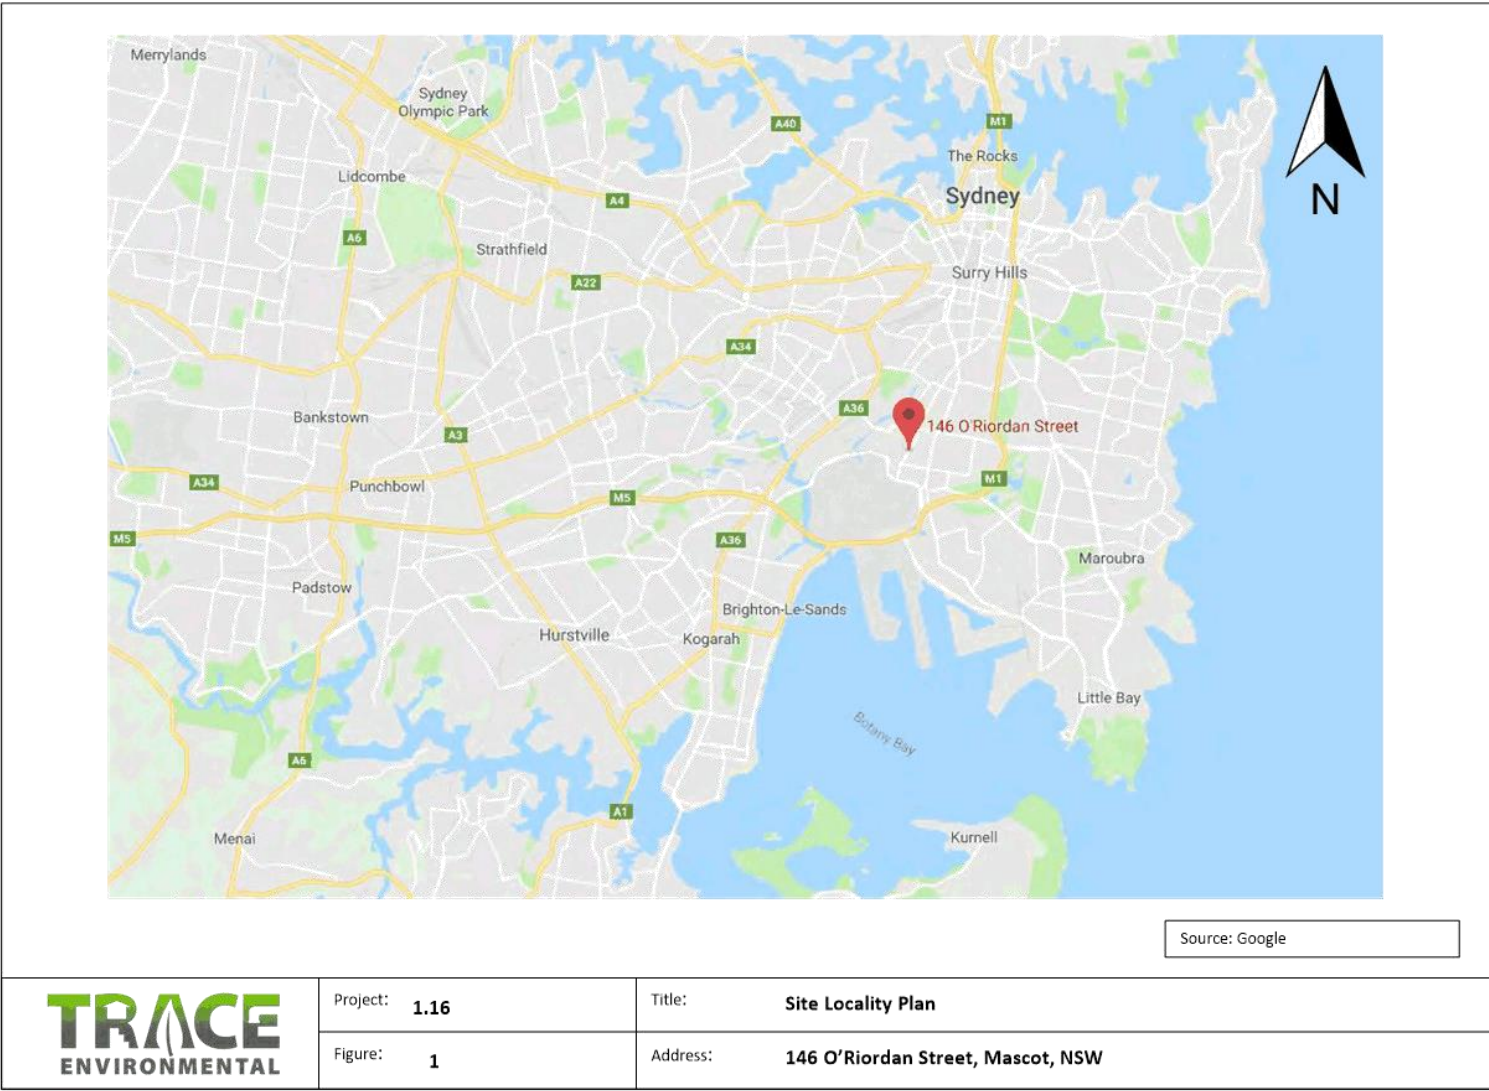 Merrylands
Sydney
Olympic Park
A40
M1
The Rocks
Lidcombe
Sydney
A4
N
A6
Strathfield
Surry Hills
A22
A34
A36
Bankstown
146 O'Riordan Street
A3
A34
Punchbowl
M1
M5
M5
A36
Maroubra
Padstow
Brighton-Le-Sands
Hurstville
Kogarah
Little Bay
Botany Bay
A6
A1
Menai
Kurnell
Source: Google
TRACE
ENVIRONMENTAL
Project: 1.16
Title: Site Locality Plan
Figure: 1
Address: 146 O’Riordan Street, Mascot, NSW